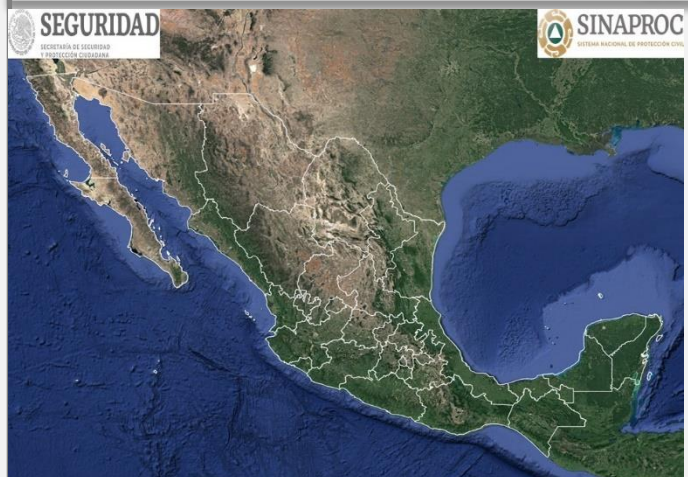 SEGURIDAD
SECRETARÍA DE SEGURIDAD
Y PROTECCIÓN CIUDADANA
SINAPROC
SISTEMA NACIONAL DE PROTECCIÓN CIVIL